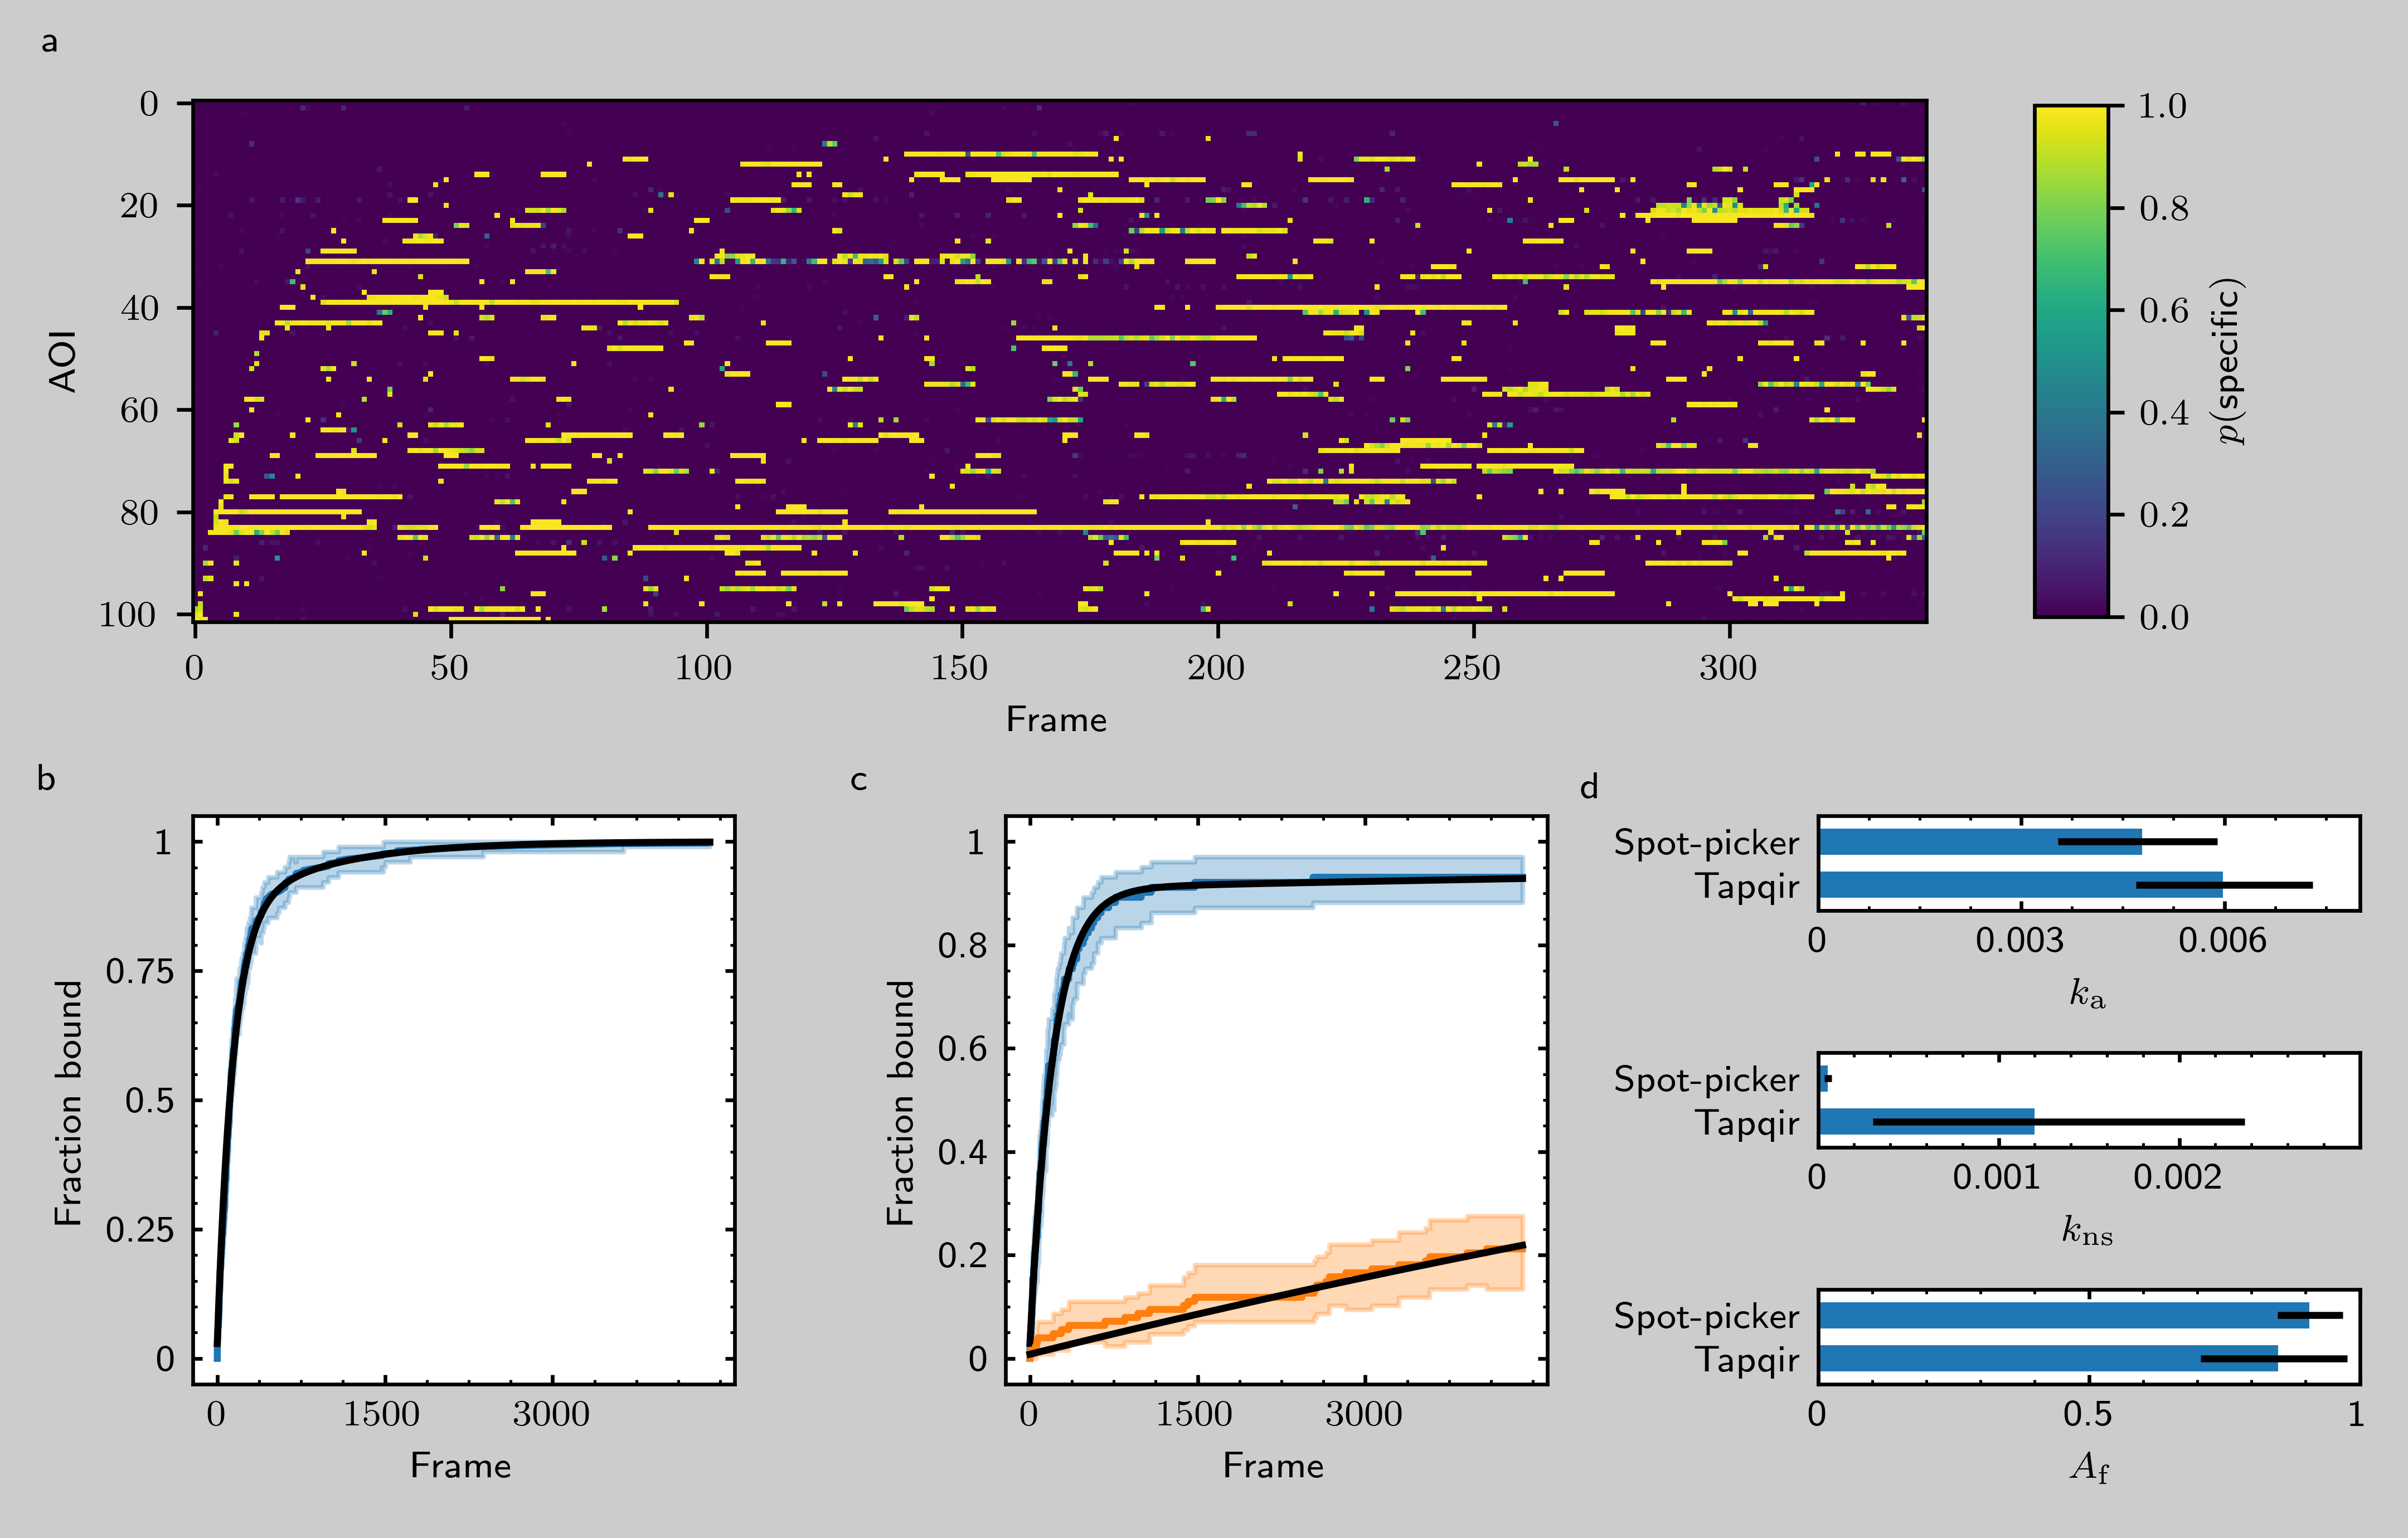 a
0
20
40
60
80
100
AOI
0 50 100 150 200 250 300
Frame
1.0
0.8
0.6
0.4
0.2
0.0
p(specific)
b
1
0.75
0.5
0.25
0
Fraction bound
0 1500 3000
Frame
c
1
0.8
0.6
0.4
0.2
0
Fraction bound
0 1500 3000
Frame
d
Spot-picker
Tapqir
0 0.003 0.006
k_a
Spot-picker
Tapqir
0 0.001 0.002
k_ns
Spot-picker
Tapqir
0 0.5 1
A_f